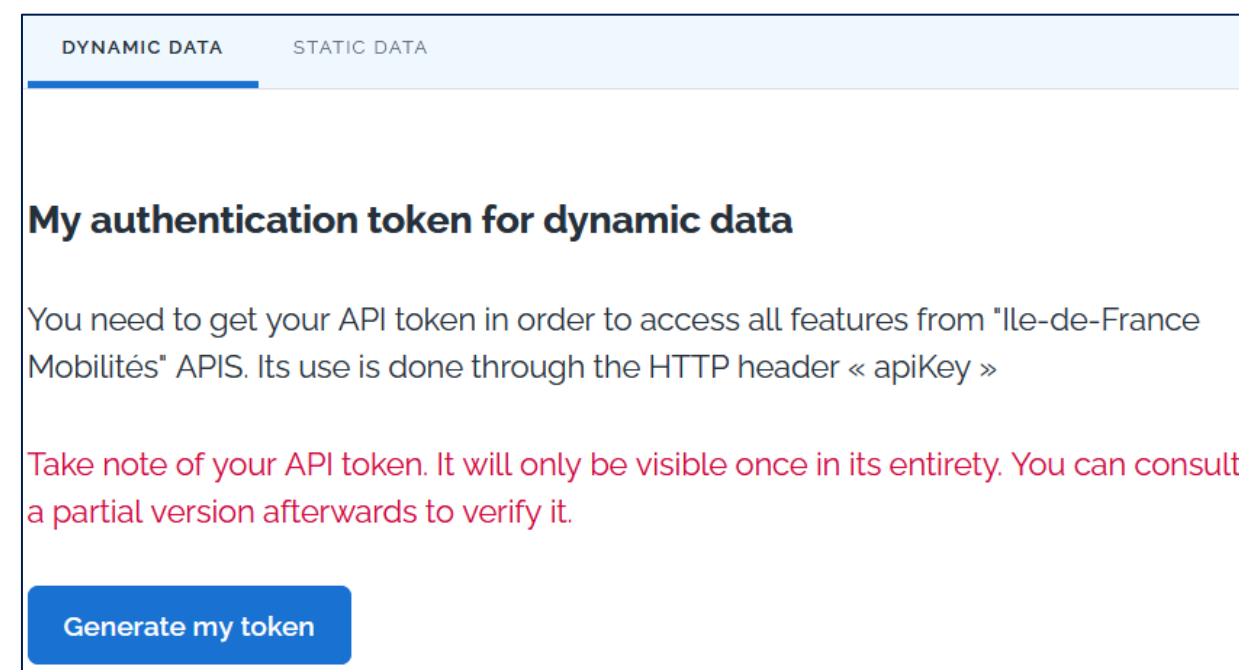 DYNAMIC DATA STATIC DATA
My authentication token for dynamic data
You need to get your API token in order to access all features from "Ile-de-France
Mobilités" APIS. Its use is done through the HTTP header « apiKey »
Take note of your API token. It will only be visible once in its entirety. You can consult
a partial version afterwards to verify it.
Generate my token